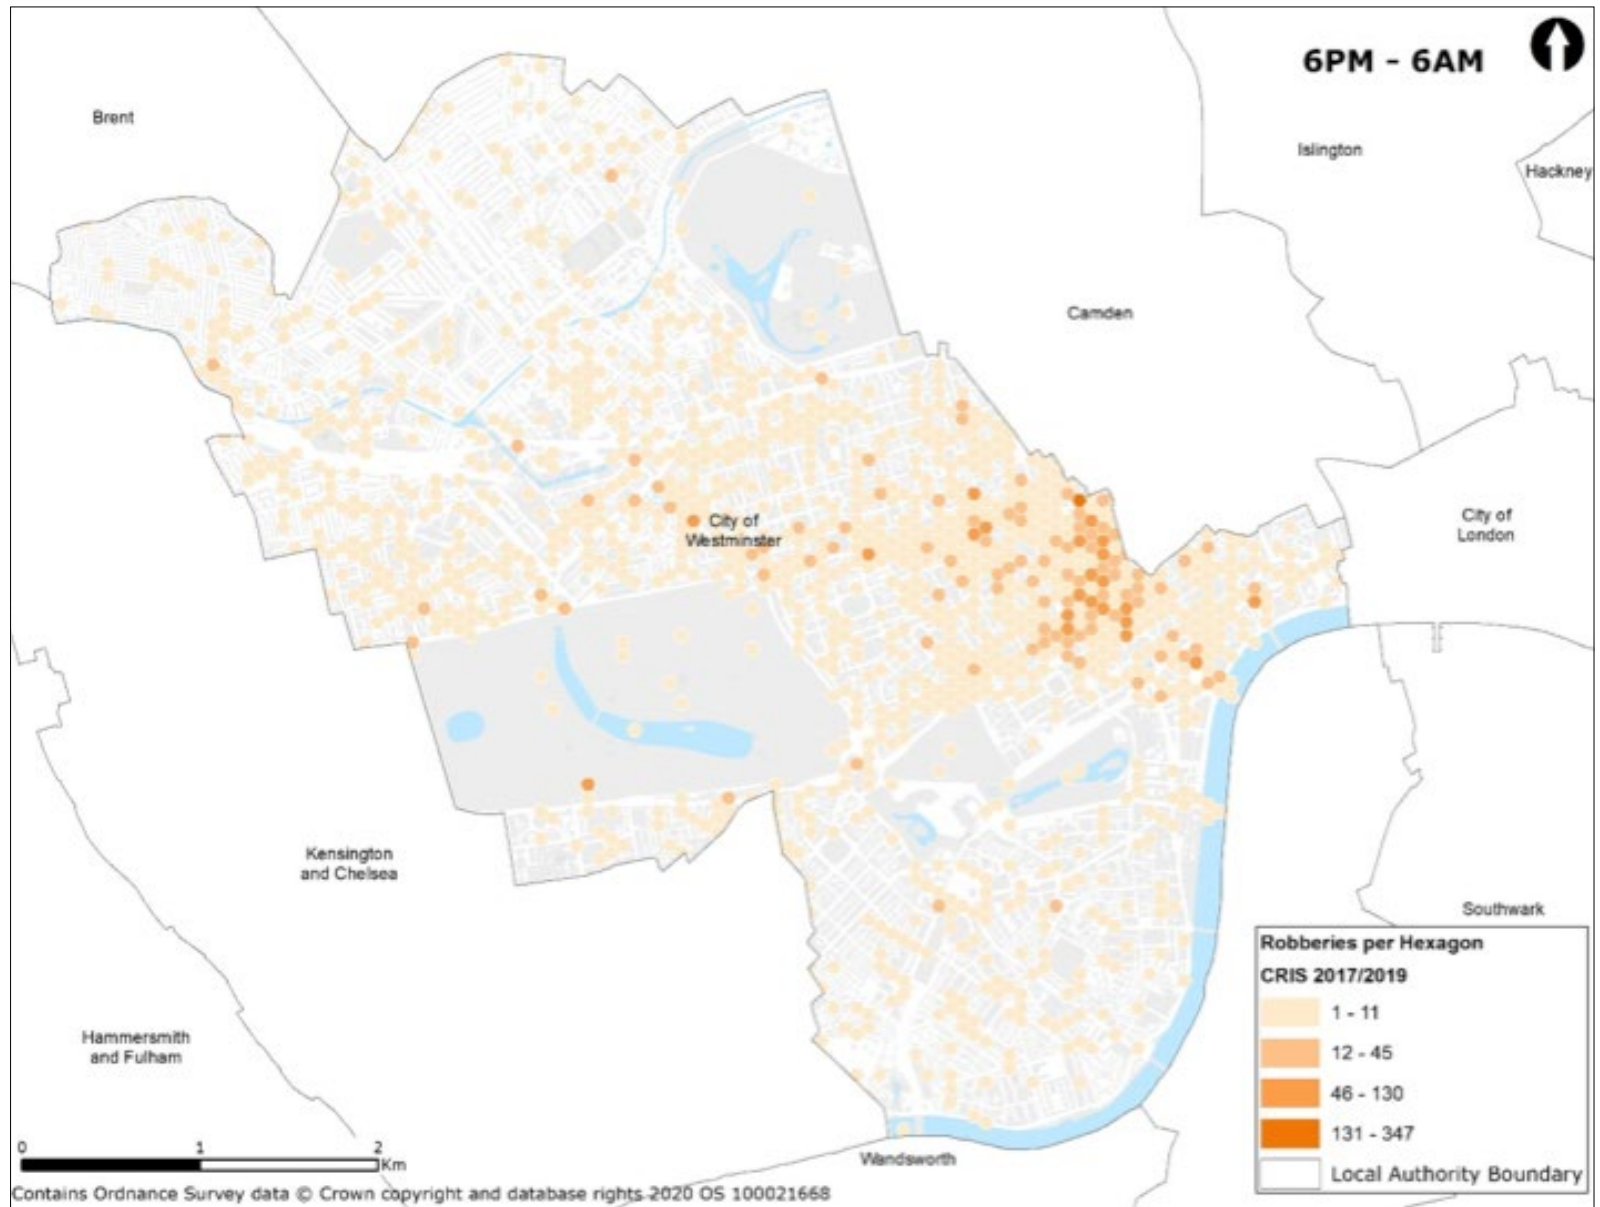 6PM - 6AM
Brent
Islington
Hackney
Camden
City of
Westminster
City of
London
Kensington
and Chelsea
Southwark
Hammersmith
and Fulham
Wandsworth
Robberies per Hexagon
CRIS 2017/2019
1 - 11
12 - 45
46 - 130
131 - 347
Local Authority Boundary
0 1 2
Km
Contains Ordnance Survey data © Crown copyright and database rights 2020 OS 100021668